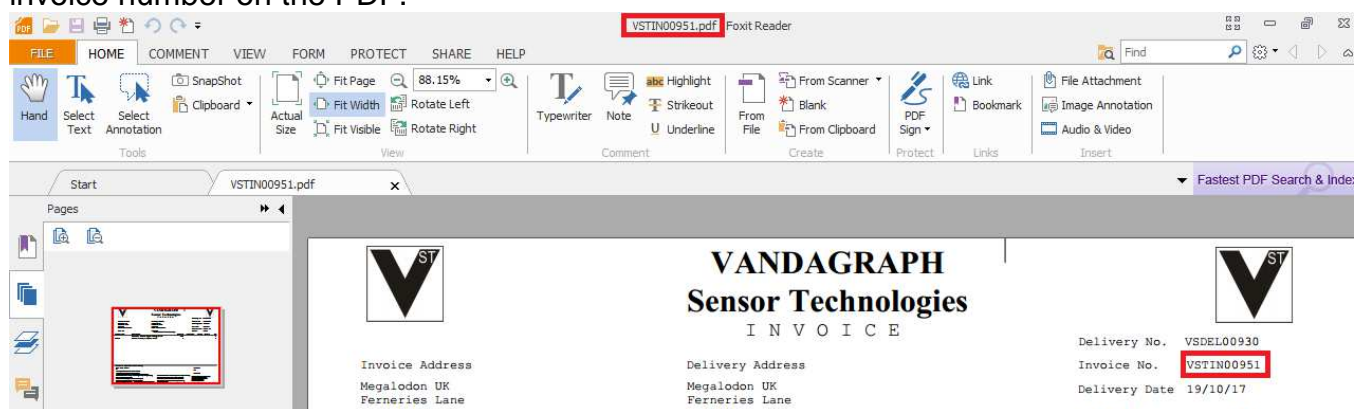 invoice number on the PDF.
VSTIN00951.pdf Foxit Reader
FILE HOME COMMENT VIEW FORM PROTECT SHARE HELP Find
Hand
Select Text
Select Annotation
SnapShot
Clipboard
Tools
Actual Size
Fit Page
Fit Width
Fit Visible
88.15%
Rotate Left
Rotate Right
View
Typewriter
Note
Highlight
Strikeout
Underline
Comment
From File
From Scanner
Blank
From Clipboard
Create
PDF Sign
Protect
Link
Bookmark
Links
File Attachment
Image Annotation
Audio & Video
Insert
Start VSTIN00951.pdf x Fastest PDF Search & Index
Pages
VST
VANDAGRAPH
Sensor Technologies
INVOICE
VST
Delivery No. VSDEL00930
Invoice Address Delivery Address Invoice No. VSTIN00951
Megalodon UK Megalodon UK Delivery Date 19/10/17
Ferneries Lane Ferneries Lane